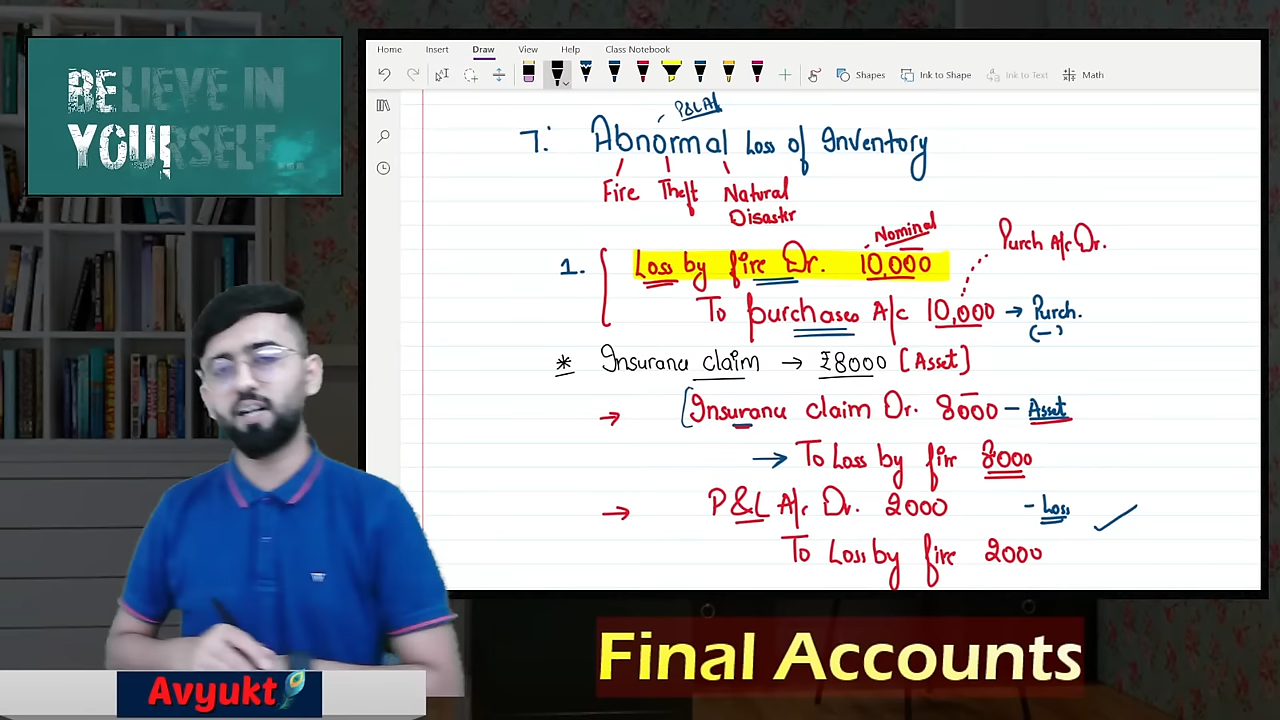 BELIEVE IN
YOURSELF...
Home Insert Draw View Help Class Notebook
Shapes Ink to Shape Ink to Text Math
P&L A/c
7: Abnormal Loss of Inventory
Fire Theft Natural
Disaster
Nominal
Purch A/c Dr.
1. Loss by fire Dr. 10,000
To purchases A/c 10,000 → Purch.
(-)
* Insurance claim → ₹8000 [Asset]
→ Insurance claim Dr. 8000 – Asset
→ To Loss by fire 8000
→ P&L A/c Dr. 2000 – Loss ✓
To Loss by fire 2000
Final Accounts
Avyukt